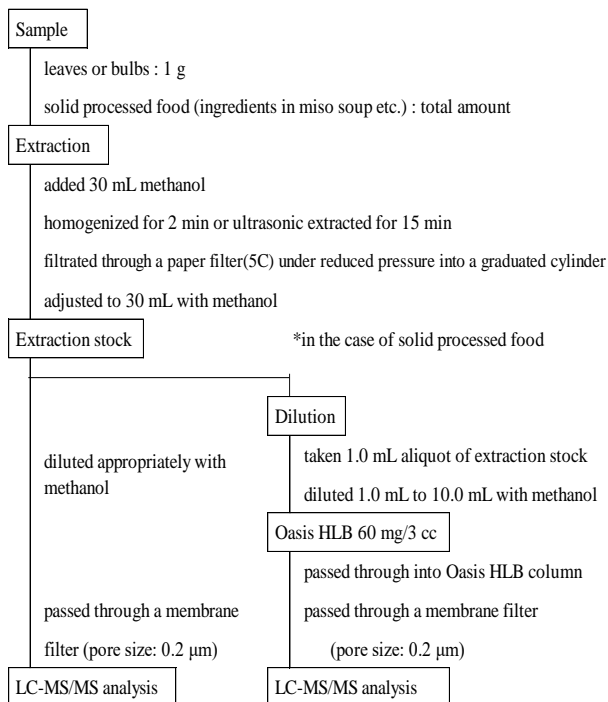 Sample
leaves or bulbs : 1 g
solid processed food (ingredients in miso soup etc.) : total amount
Extraction
added 30 mL methanol
homogenized for 2 min or ultrasonic extracted for 15 min
filtrated through a paper filter(5C) under reduced pressure into a graduated cylinder
adjusted to 30 mL with methanol
Extraction stock
*in the case of solid processed food
diluted appropriately with
methanol
passed through a membrane
filter (pore size: 0.2 μm)
LC-MS/MS analysis
Dilution
taken 1.0 mL aliquot of extraction stock
diluted 1.0 mL to 10.0 mL with methanol
Oasis HLB 60 mg/3 cc
passed through into Oasis HLB column
passed through a membrane filter
(pore size: 0.2 μm)
LC-MS/MS analysis